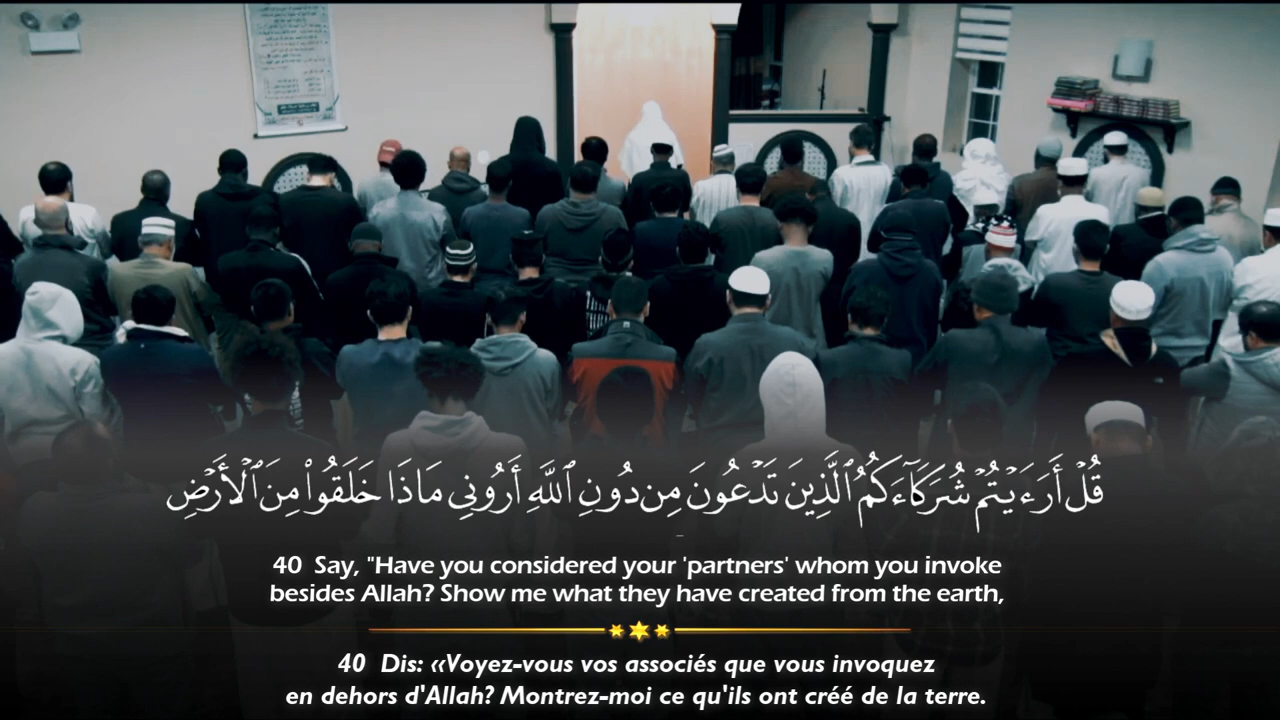 قُلْ أَرَءَيْتُمْ شُرَكَآءَكُمُ ٱلَّذِينَ تَدْعُونَ مِن دُونِ ٱللَّهِ أَرُونِى مَاذَا خَلَقُوا۟ مِنَ ٱلْأَرْضِ
40 Say, "Have you considered your 'partners' whom you invoke
besides Allah? Show me what they have created from the earth,
40 Dis: «Voyez-vous vos associés que vous invoquez
en dehors d'Allah? Montrez-moi ce qu'ils ont créé de la terre.